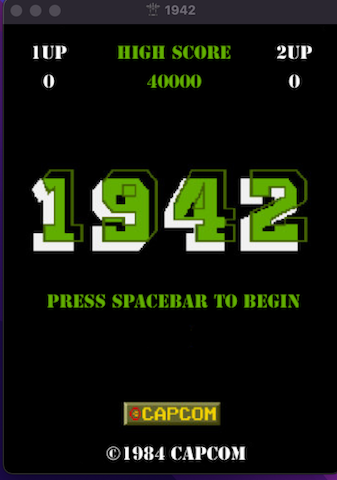 1942
1UP HIGH SCORE 2UP
0 40000 0
1942
PRESS SPACEBAR TO BEGIN
CAPCOM
©1984 CAPCOM